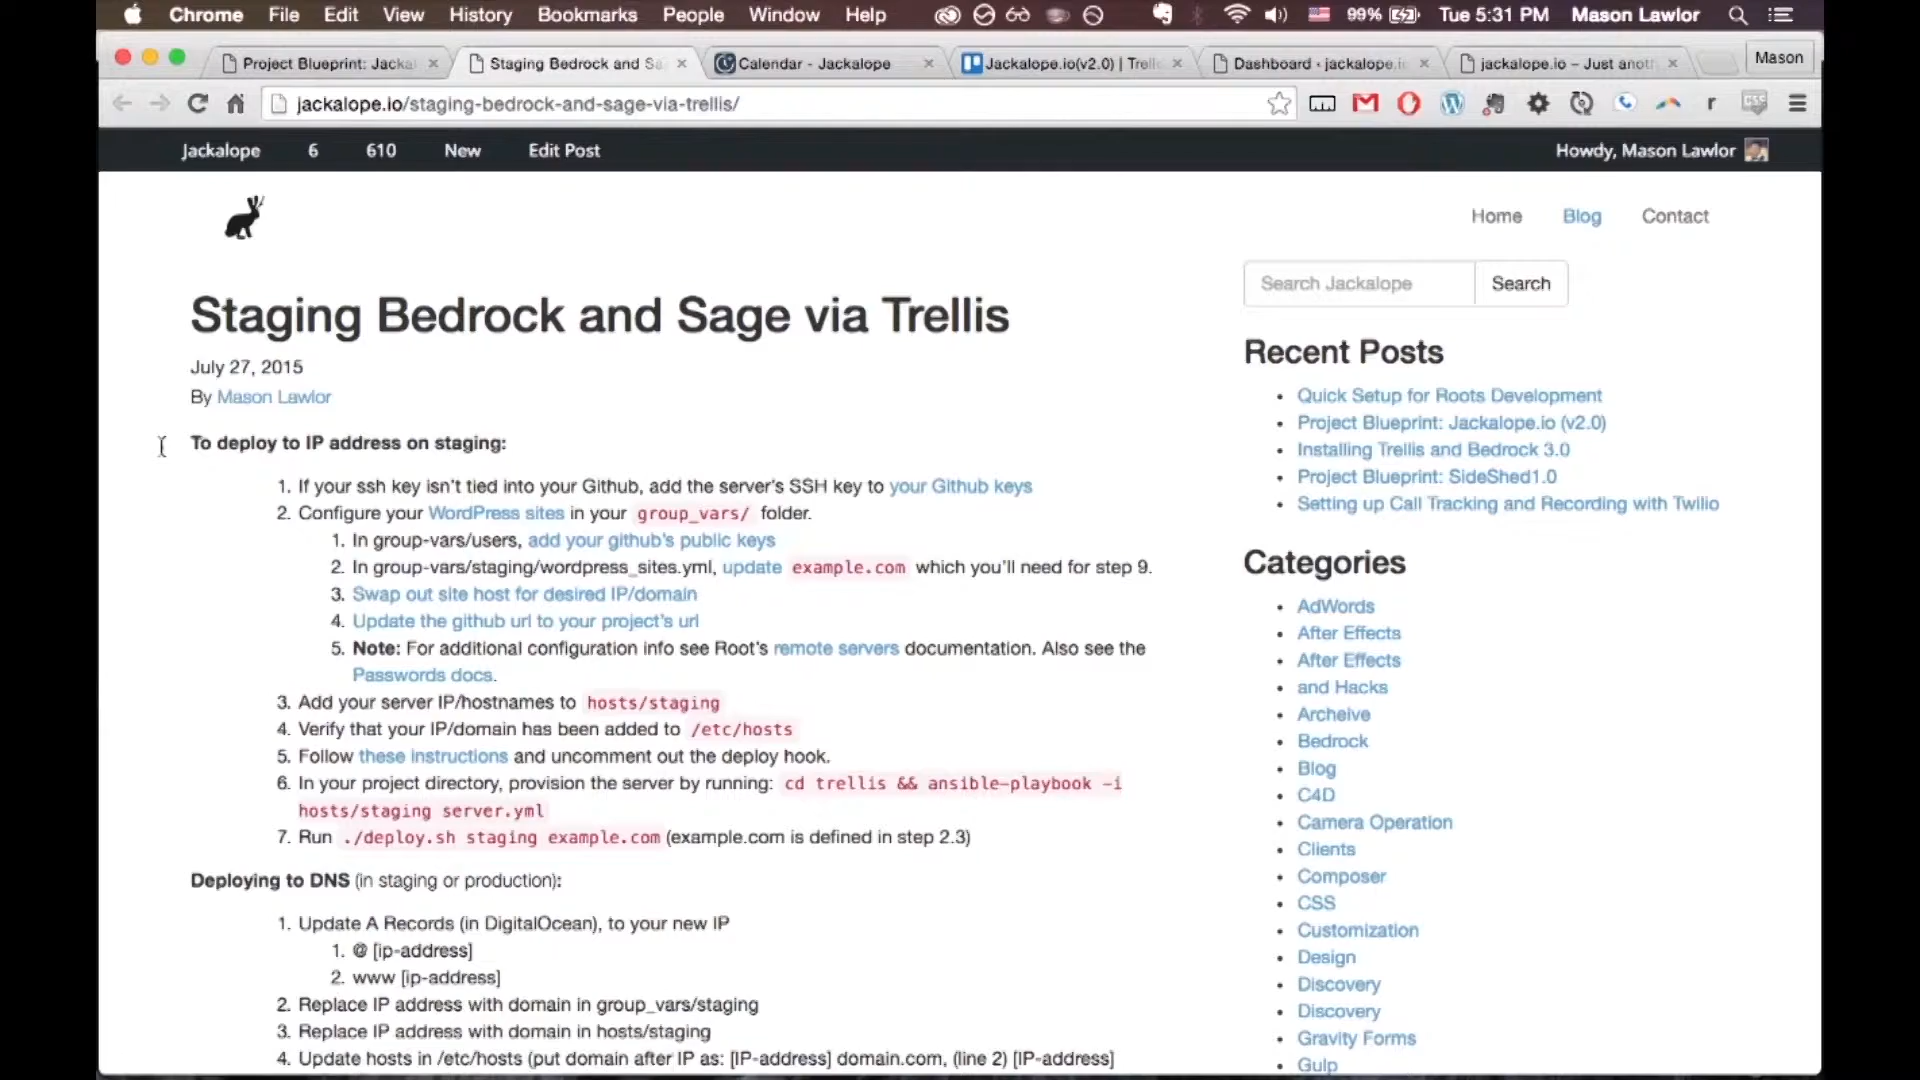 Chrome File Edit View History Bookmarks People Window Help 99% Tue 5:31 PM Mason Lawlor
Project Blueprint: Jacka Staging Bedrock and Sa Calendar - Jackalope Jackalope.io(v2.0) | Trell Dashboard ‹ jackalope.i jackalope.io – Just anot Mason
jackalope.io/staging-bedrock-and-sage-via-trellis/
Jackalope 6 610 New Edit Post Howdy, Mason Lawlor
Home Blog Contact
Search Jackalope Search
Staging Bedrock and Sage via Trellis
July 27, 2015
By Mason Lawlor
To deploy to IP address on staging:
1. If your ssh key isn't tied into your Github, add the server's SSH key to your Github keys
2. Configure your WordPress sites in your group_vars/ folder.
1. In group-vars/users, add your github's public keys
2. In group-vars/staging/wordpress_sites.yml, update example.com which you'll need for step 9.
3. Swap out site host for desired IP/domain
4. Update the github url to your project's url
5. Note: For additional configuration info see Root's remote servers documentation. Also see the
Passwords docs.
3. Add your server IP/hostnames to hosts/staging
4. Verify that your IP/domain has been added to /etc/hosts
5. Follow these instructions and uncomment out the deploy hook.
6. In your project directory, provision the server by running: cd trellis && ansible-playbook -i
hosts/staging server.yml
7. Run ./deploy.sh staging example.com (example.com is defined in step 2.3)
Deploying to DNS (in staging or production):
1. Update A Records (in DigitalOcean), to your new IP
1. @ [ip-address]
2. www [ip-address]
2. Replace IP address with domain in group_vars/staging
3. Replace IP address with domain in hosts/staging
4. Update hosts in /etc/hosts (put domain after IP as: [IP-address] domain.com, (line 2) [IP-address]
Recent Posts
Quick Setup for Roots Development
Project Blueprint: Jackalope.io (v2.0)
Installing Trellis and Bedrock 3.0
Project Blueprint: SideShed1.0
Setting up Call Tracking and Recording with Twilio
Categories
AdWords
After Effects
After Effects
and Hacks
Archeive
Bedrock
Blog
C4D
Camera Operation
Clients
Composer
CSS
Customization
Design
Discovery
Discovery
Gravity Forms
Gulp